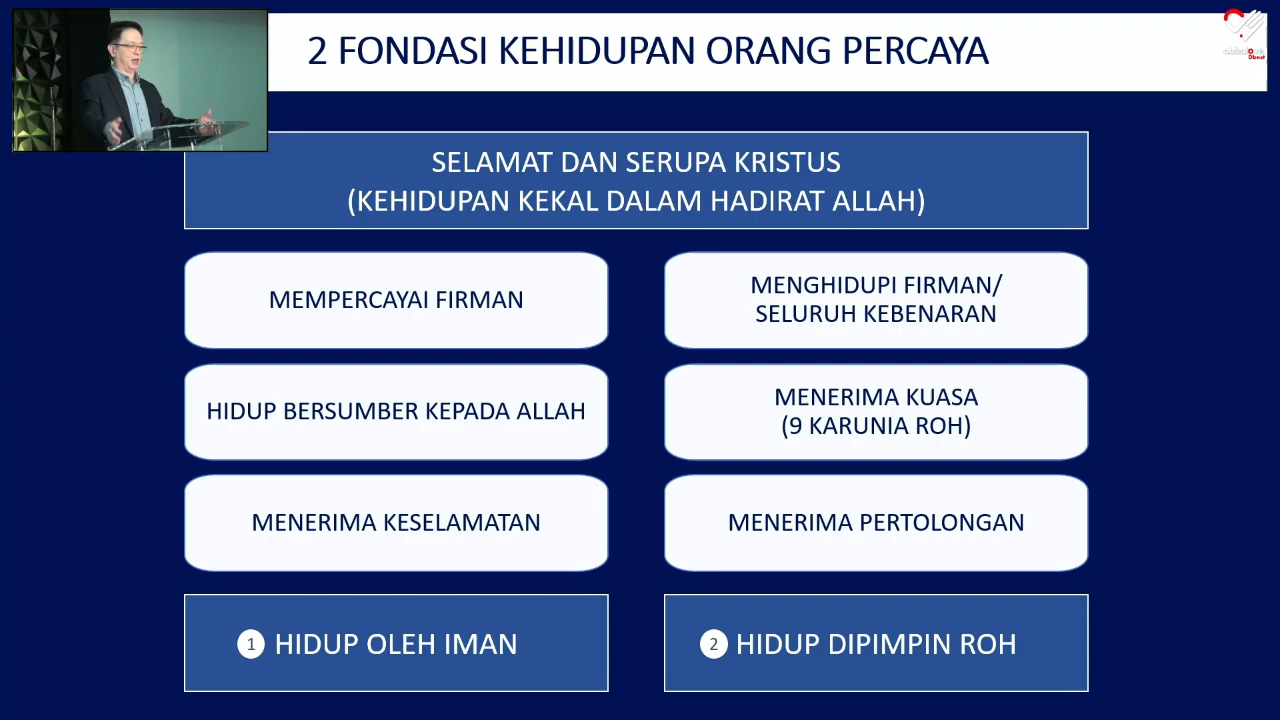 2 FONDASI KEHIDUPAN ORANG PERCAYA
SELAMAT DAN SERUPA KRISTUS
(KEHIDUPAN KEKAL DALAM HADIRAT ALLAH)
MEMPERCAYAI FIRMAN
MENGHIDUPI FIRMAN/
SELURUH KEBENARAN
HIDUP BERSUMBER KEPADA ALLAH
MENERIMA KUASA
(9 KARUNIA ROH)
MENERIMA KESELAMATAN
MENERIMA PERTOLONGAN
1 HIDUP OLEH IMAN
2 HIDUP DIPIMPIN ROH